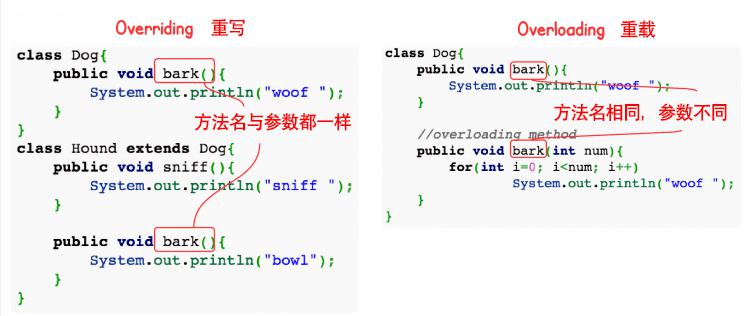 Overriding 重写
class Dog{
public void bark(){
System.out.println("woof ");
}
}
方法名与参数都一样
class Hound extends Dog{
public void sniff(){
System.out.println("sniff ");
}
public void bark(){
System.out.println("bowl");
}
}
Overloading 重载
class Dog{
public void bark(){
System.out.println("woof ");
}
方法名相同，参数不同
//overloading method
public void bark(int num){
for(int i=0; i<num; i++)
System.out.println("woof ");
}
}